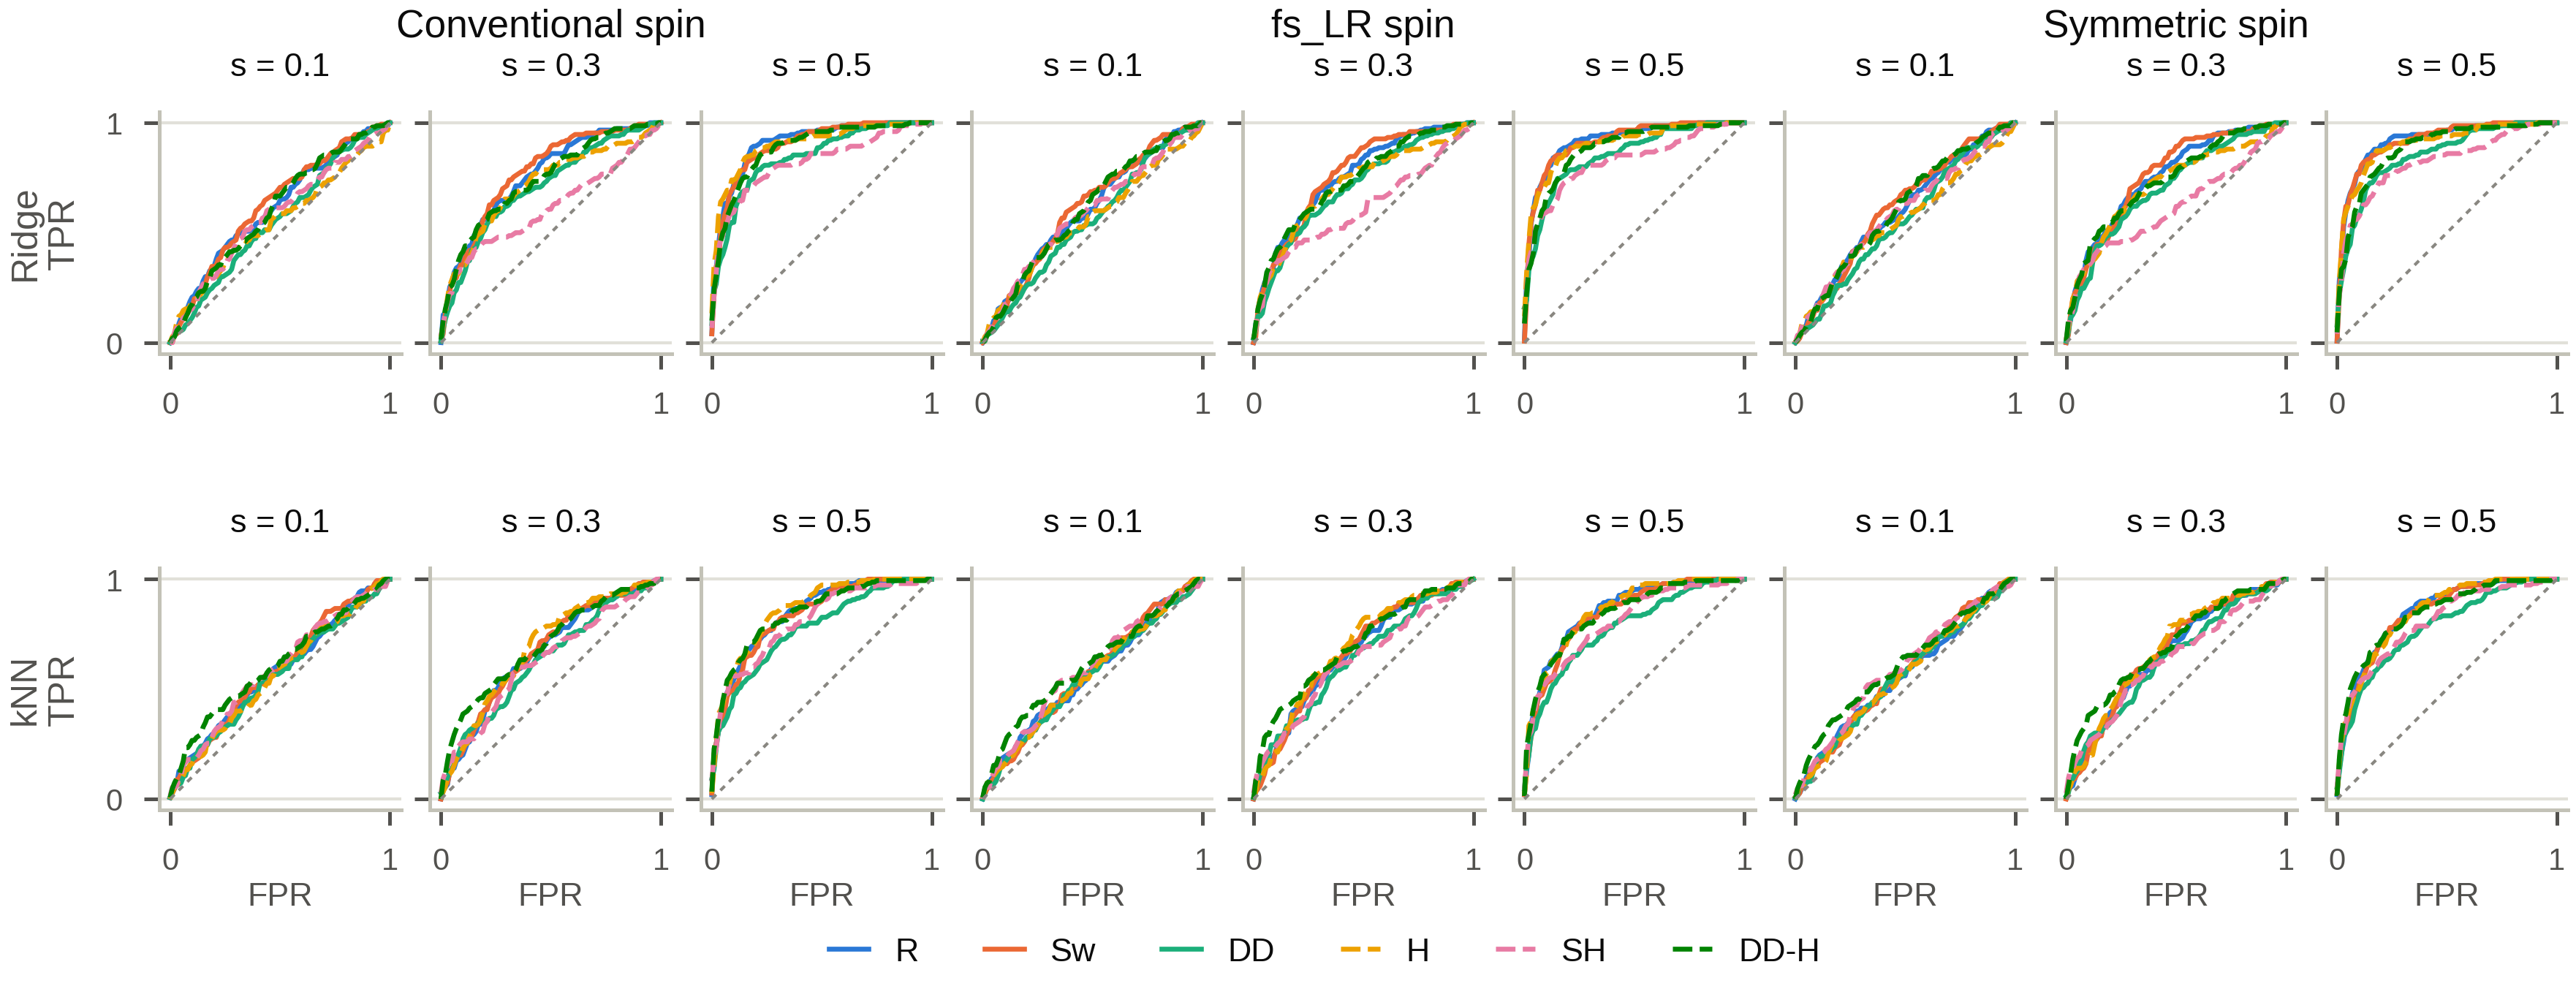 Conventional spin fs_LR spin Symmetric spin
s = 0.1 s = 0.3 s = 0.5 s = 0.1 s = 0.3 s = 0.5 s = 0.1 s = 0.3 s = 0.5
Ridge
TPR
1
0
0 1 0 1 0 1 0 1 0 1 0 1 0 1 0 1 0 1
s = 0.1 s = 0.3 s = 0.5 s = 0.1 s = 0.3 s = 0.5 s = 0.1 s = 0.3 s = 0.5
kNN
TPR
1
0
0 1 0 1 0 1 0 1 0 1 0 1 0 1 0 1 0 1
FPR FPR FPR FPR FPR FPR FPR FPR FPR
R Sw DD H SH DD-H